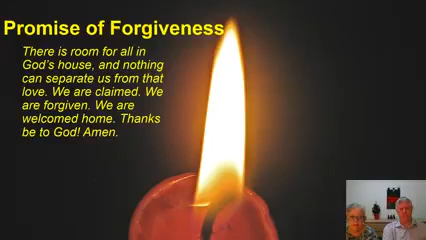 Promise of Forgiveness
There is room for all in
God's house, and nothing
can separate us from that
love. We are claimed. We
are forgiven. We are
welcomed home. Thanks
be to God! Amen.